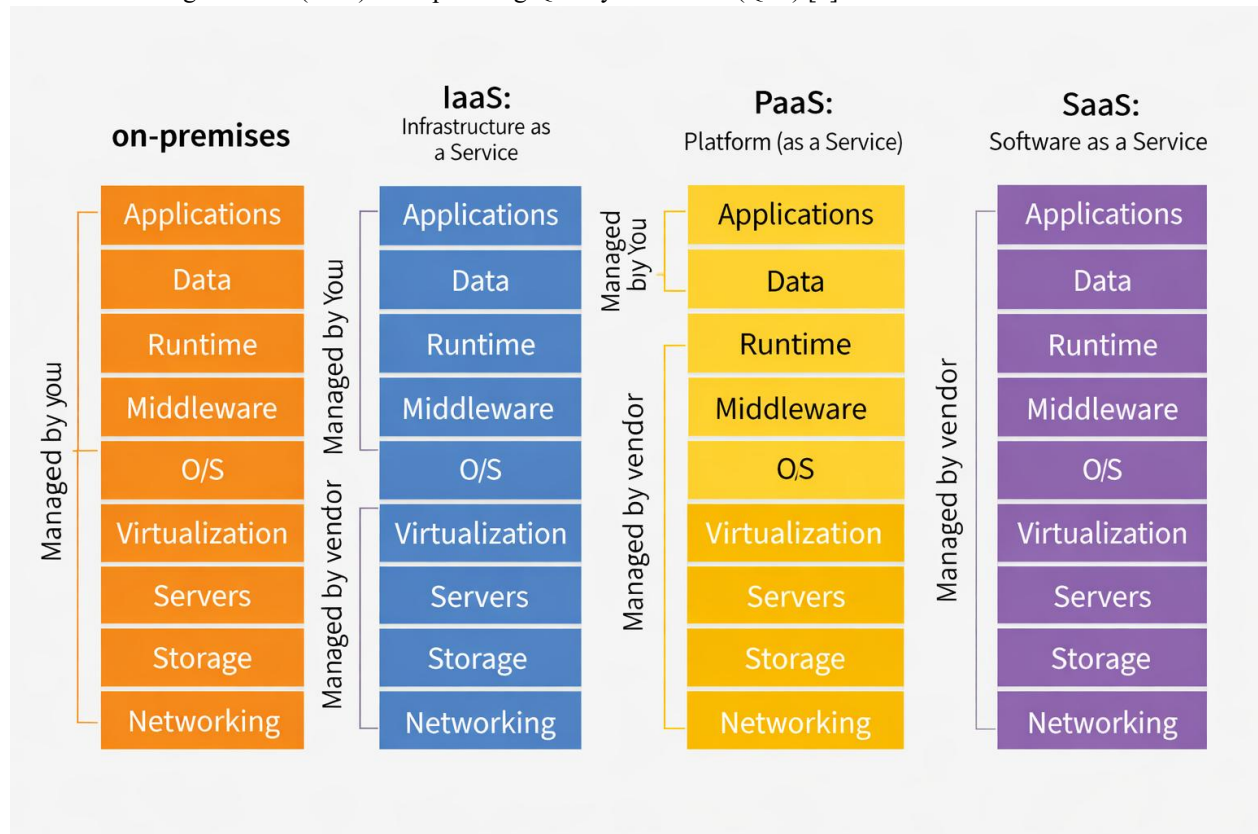 on-premises
Applications
Data
Runtime
Middleware
O/S
Virtualization
Servers
Storage
Networking
Managed by you
IaaS:
Infrastructure as
a Service
Applications
Data
Runtime
Middleware
O/S
Virtualization
Servers
Storage
Networking
Managed by You
Managed by vendor
PaaS:
Platform (as a Service)
Applications
Data
Runtime
Middleware
O/S
Virtualization
Servers
Storage
Networking
Managed
by You
Managed by vendor
SaaS:
Software as a Service
Applications
Data
Runtime
Middleware
O/S
Virtualization
Servers
Storage
Networking
Managed by vendor